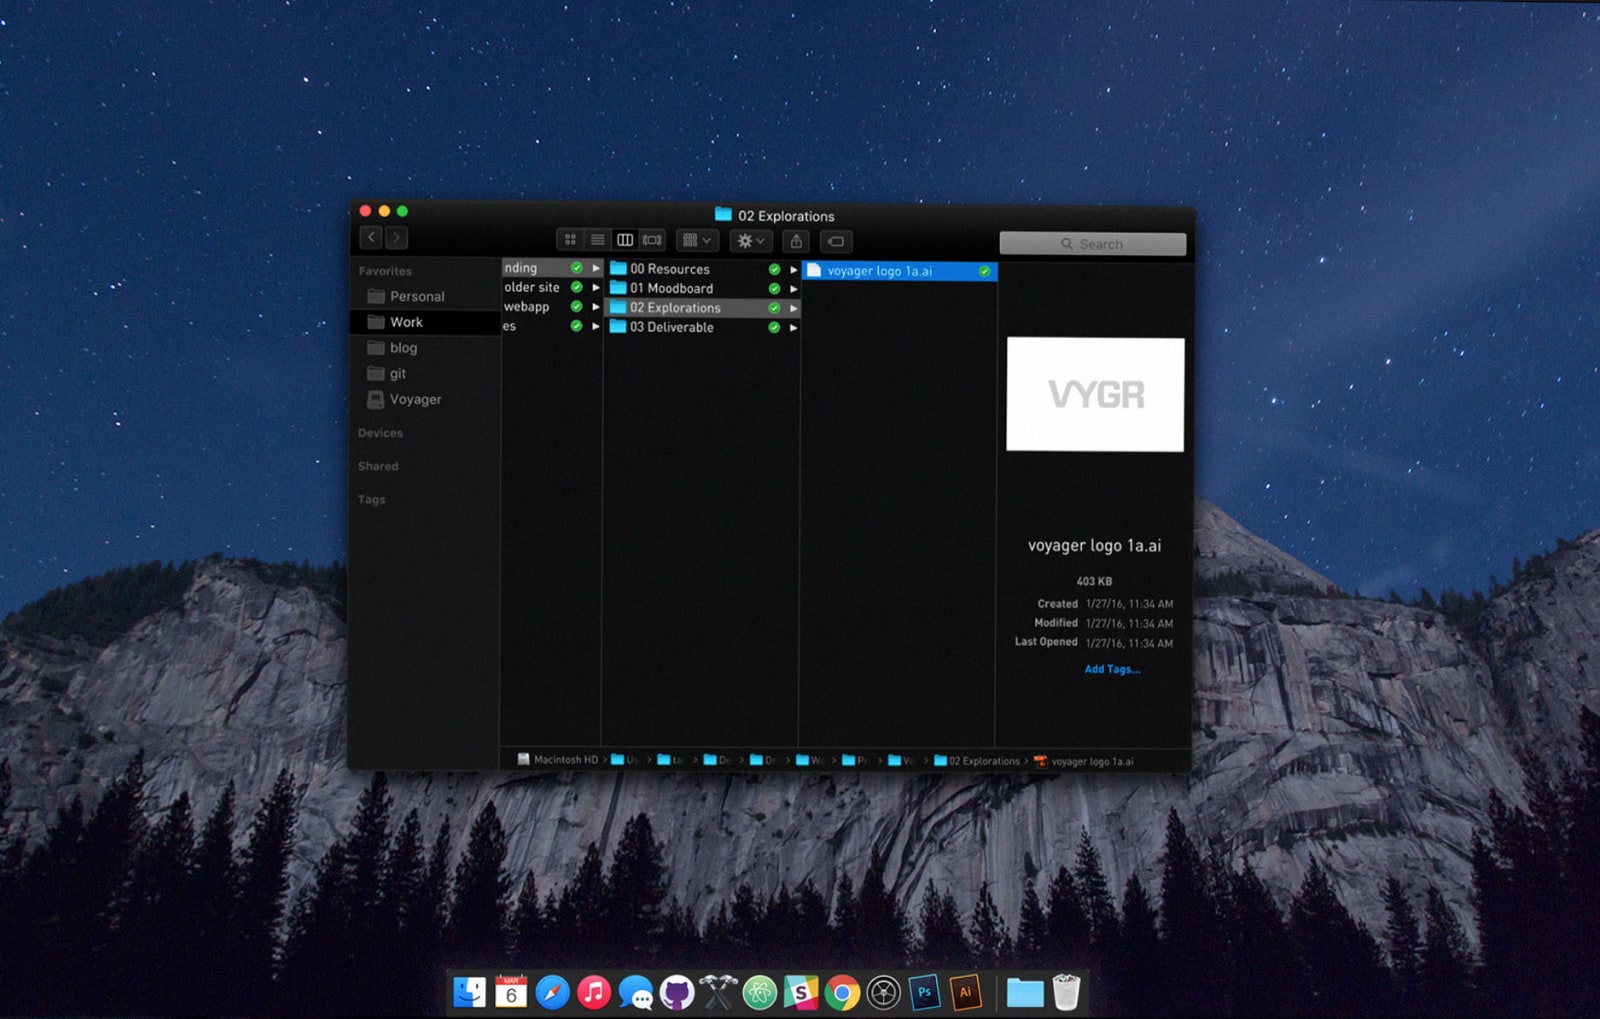 02 Explorations
Search
Favorites
Personal
Work
blog
git
Voyager
Devices
Shared
Tags
nding
older site
webapp
es
00 Resources
01 Moodboard
02 Explorations
03 Deliverable
voyager logo 1a.ai
VYGR
voyager logo 1a.ai
403 KB
Created 1/27/16, 11:34 AM
Modified 1/27/16, 11:34 AM
Last Opened 1/27/16, 11:34 AM
Add Tags...
Macintosh HD > Us > ta > De > Dr > Wo > Pr > Vo > 02 Explorations > voyager logo 1a.ai
MAR
6
S
Ps
Ai